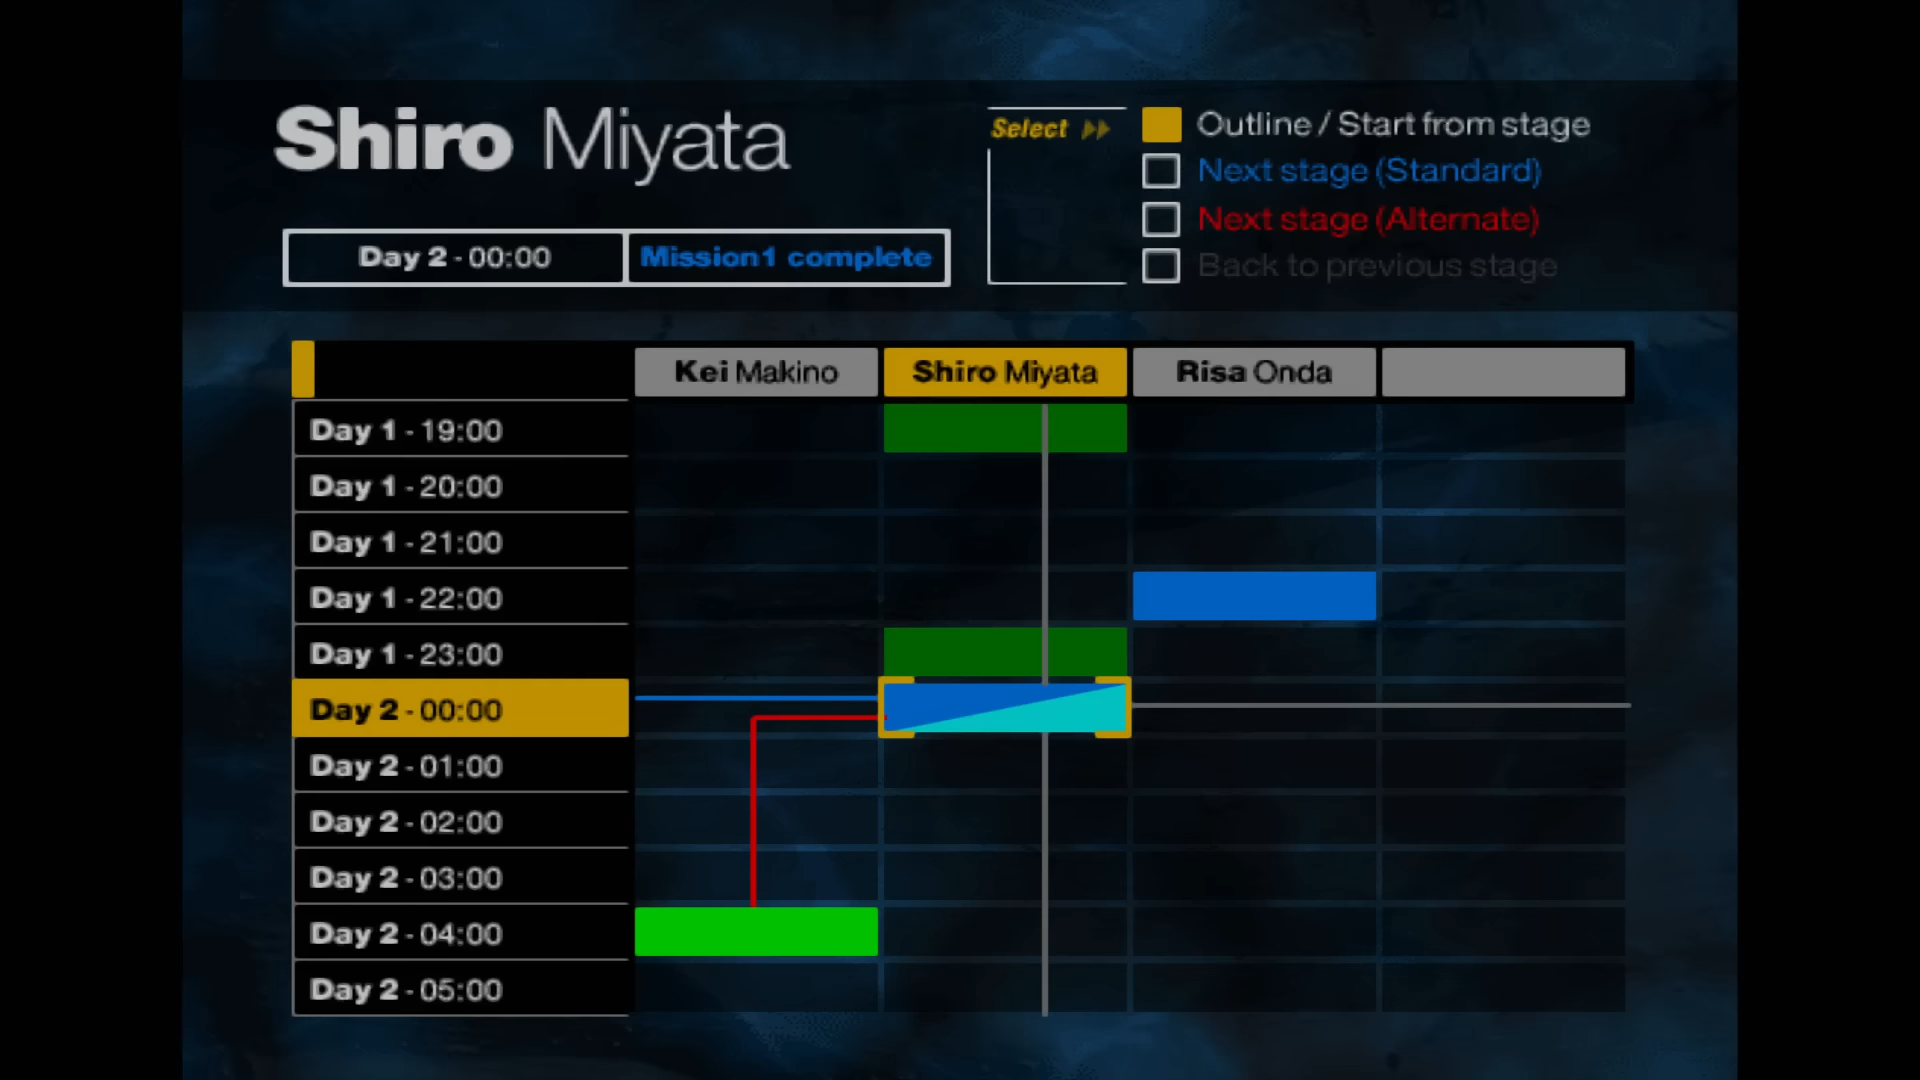 Shiro Miyata
Day 2 - 00:00
Mission1 complete
Select
Outline / Start from stage
Next stage (Standard)
Next stage (Alternate)
Back to previous stage
Kei Makino
Shiro Miyata
Risa Onda
Day 1 - 19:00
Day 1 - 20:00
Day 1 - 21:00
Day 1 - 22:00
Day 1 - 23:00
Day 2 - 00:00
Day 2 - 01:00
Day 2 - 02:00
Day 2 - 03:00
Day 2 - 04:00
Day 2 - 05:00